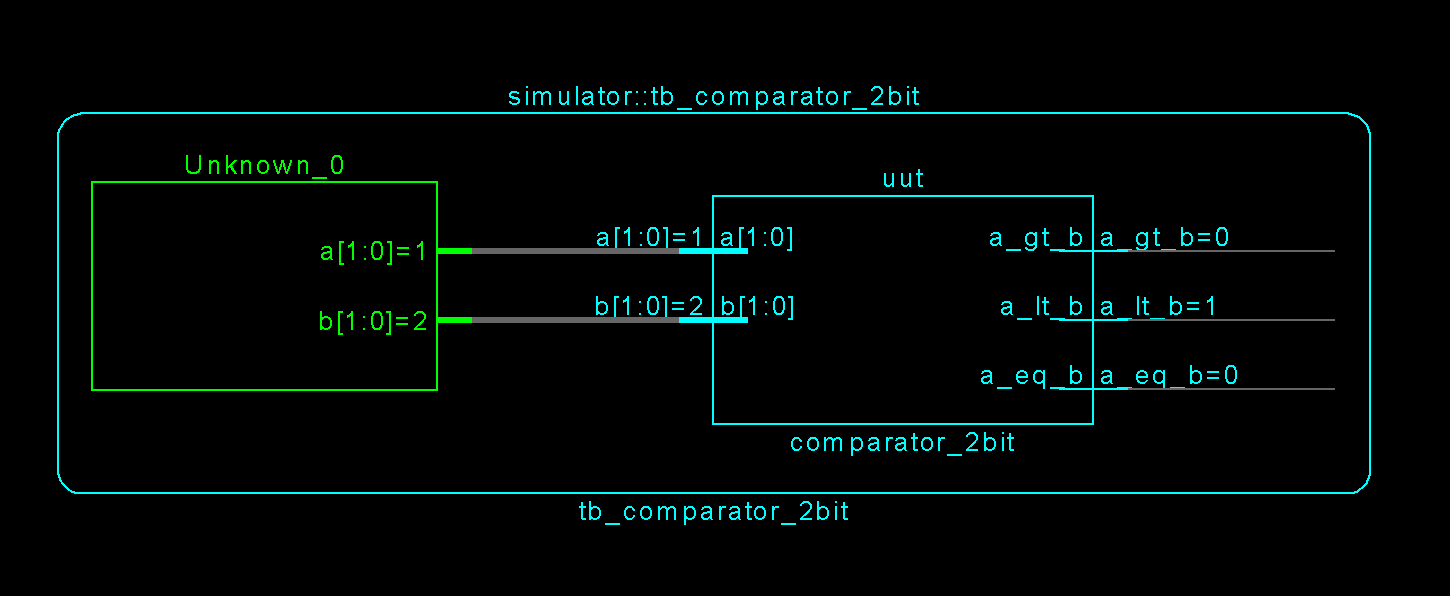 simulator::tb_comparator_2bit
Unknown_0
uut
a[1:0]=1 a[1:0]=1 a[1:0] a_gt_b a_gt_b=0
b[1:0]=2 b[1:0]=2 b[1:0] a_lt_b a_lt_b=1
a_eq_b a_eq_b=0
comparator_2bit
tb_comparator_2bit